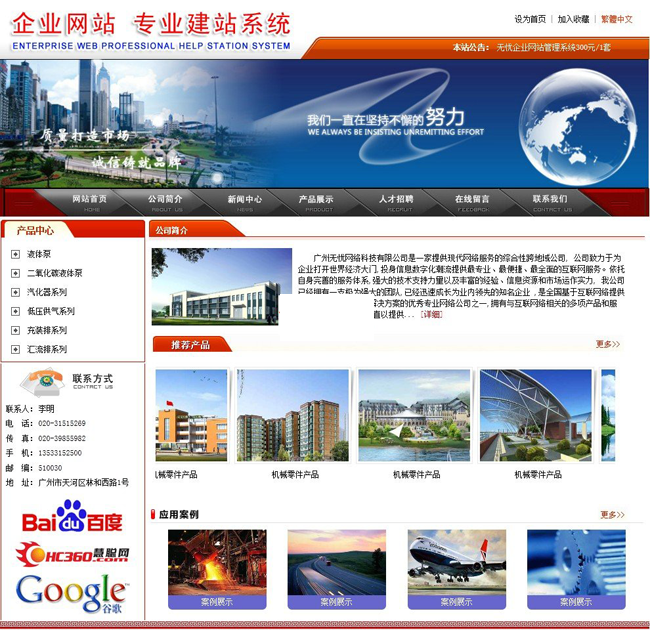 企业网站 专业建站系统
ENTERPRISE WEB PROFESSIONAL HELP STATION SYSTEM
设为首页 | 加入收藏 | 繁體中文
本站公告: 无忧企业网站管理系统300元/1套
质量打造市场
诚信铸就品牌
我们一直在坚持不懈的努力
WE ALWAYS BE INSISTING UNREMITTING EFFORT
网站首页 公司简介 新闻中心 产品展示 人才招聘 在线留言 联系我们
HOME ABOUT US NEWS PRODUCT RECRUIT FEEDBACK CONTACT US
产品中心
液体泵
二氧化碳液体泵
汽化器系列
低压供气系列
充装排系列
汇流排系列
联系方式
CONTACT US
联系人: 李明
电 话: 020-31515269
传 真: 020-39855982
手 机: 13533152500
邮 编: 510030
地 址: 广州市天河区林和西路1号
Baidu百度
HC360慧聪网
.com
Google
谷歌
公司简介
广州无忧网络科技有限公司是一家提供现代网络服务的综合性跨地域公司, 公司致力于为
企业打开世界经济大门, 投身信息数字化潮流提供最专业、最便捷、最全面的互联网服务。依托
自身完善的服务体系, 强大的技术支持力量以及丰富的经验、信息资源和市场运作实力, 我公司
已经拥有一支极为强大的团队, 已经迅速成长为业内领先的知名企业, 是全国基于互联网络提供
决方案的优秀专业网络公司之一, 拥有与互联网络相关的多项产品和服
直以提供... [详细]
推荐产品 更多>>
机械零件产品 机械零件产品 机械零件产品 机械零件产品
应用案例 更多>>
案例展示 案例展示 案例展示 案例展示